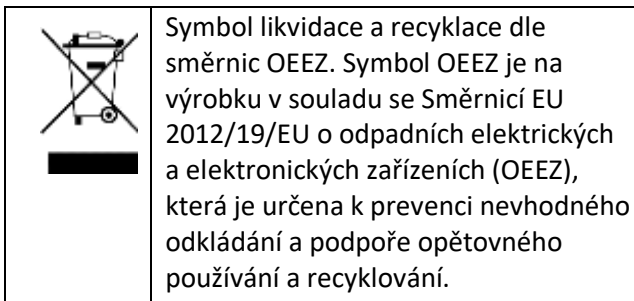 Symbol likvidace a recyklace dle
směrnic OEEZ. Symbol OEEZ je na
výrobku v souladu se Směrnicí EU
2012/19/EU o odpadních elektrických
a elektronických zařízeních (OEEZ),
která je určena k prevenci nevhodného
odkládání a podpoře opětovného
používání a recyklování.